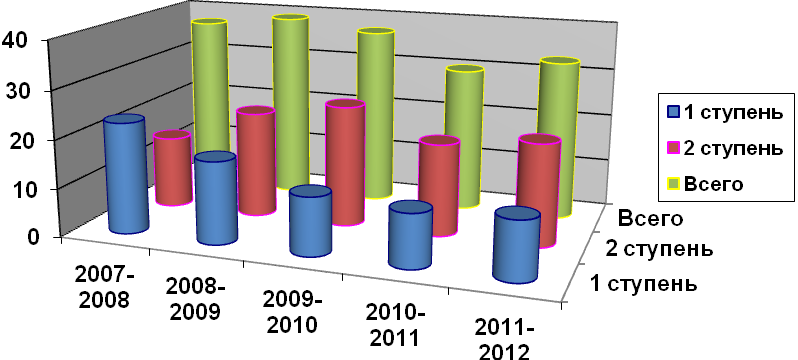 40
30
20
10
0
2007-
2008
2008-
2009
2009-
2010
2010-
2011
2011-
2012
Всего
2 ступень
1 ступень
1 ступень
2 ступень
Всего